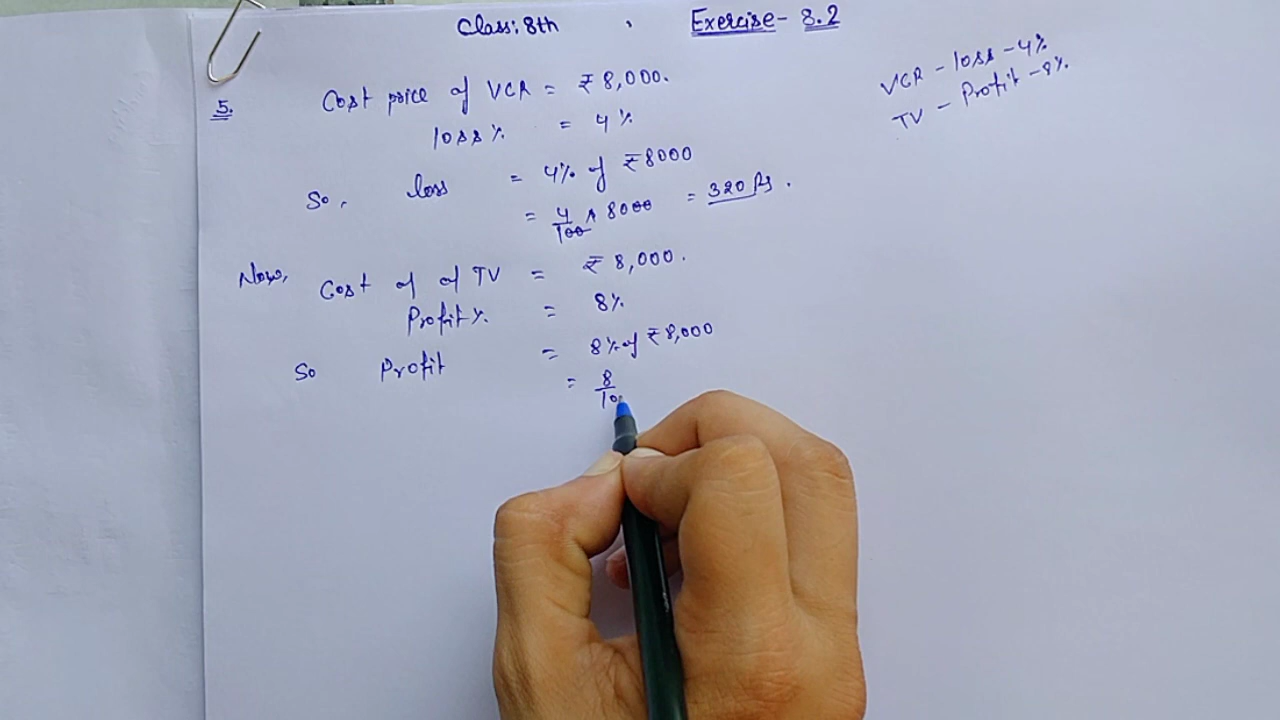 Class: 8th , Exercise- 8.2
VCR - loss - 4%
TV - Profit - 8%
5. Cost price of VCR = ₹ 8,000.
loss% = 4%
So, loss = 4% of ₹ 8000
= 4/100 × 8000 = 320 Rs.
Now, Cost of of TV = ₹ 8,000.
Profit%. = 8%
So Profit = 8% of ₹ 8,000
= 8/10